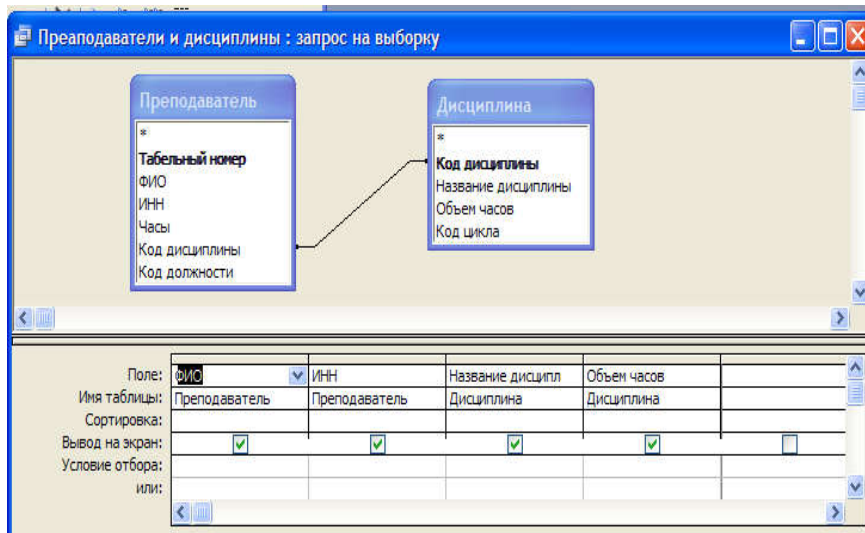 Преаподаватели и дисциплины : запрос на выборку
Преподаватель
*
Табельный номер
ФИО
ИНН
Часы
Код дисциплины
Код должности
Дисциплина
*
Код дисциплины
Название дисциплины
Объем часов
Код цикла
Поле: ФИО ИНН Название дисципл Объем часов
Имя таблицы: Преподаватель Преподаватель Дисциплина Дисциплина
Сортировка:
Вывод на экран:
Условие отбора:
или: